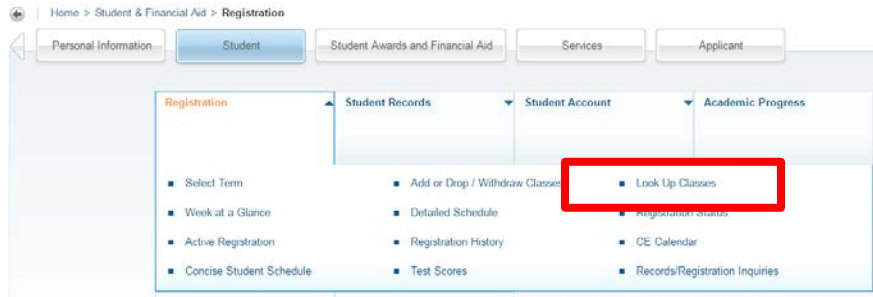 Home > Student & Financial Aid > Registration
Personal Information Student Student Awards and Financial Aid Services Applicant
Registration Student Records Student Account Academic Progress
Select Term Add or Drop / Withdraw Classes Look Up Classes
Week at a Glance Detailed Schedule Registration Status
Active Registration Registration History CE Calendar
Concise Student Schedule Test Scores Records/Registration Inquiries